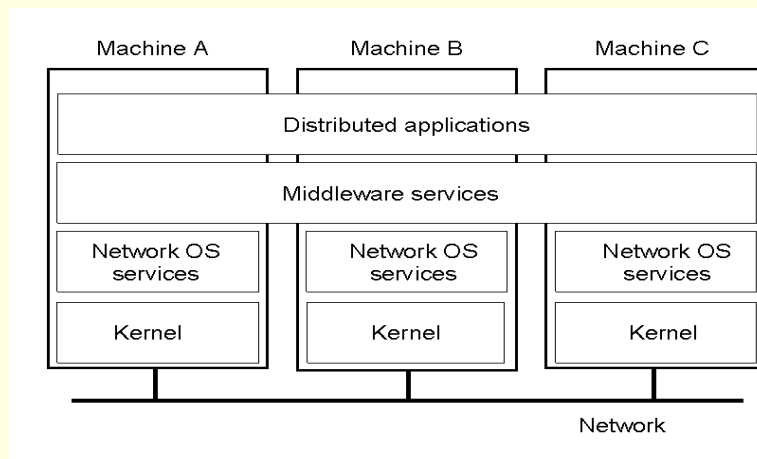 Machine A
Machine B
Machine C
Distributed applications
Middleware services
Network OS
services
Network OS
services
Network OS
services
Kernel
Kernel
Kernel
Network